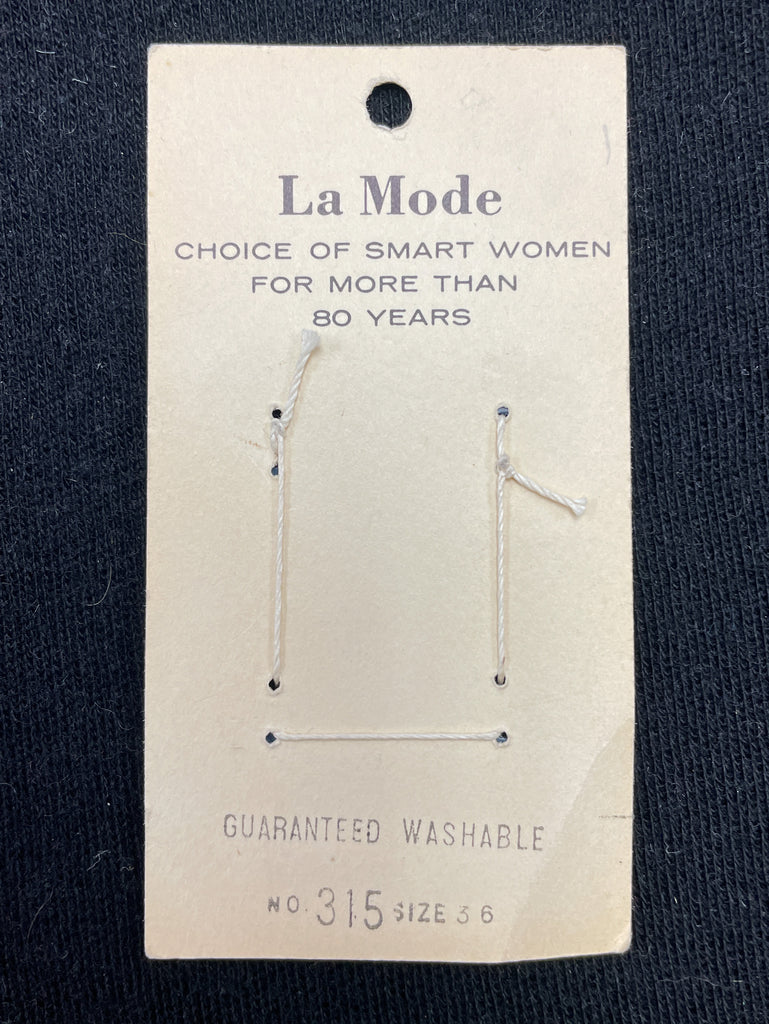 La Mode
CHOICE OF SMART WOMEN
FOR MORE THAN
80 YEARS
GUARANTEED WASHABLE
NO. 315 SIZE 36